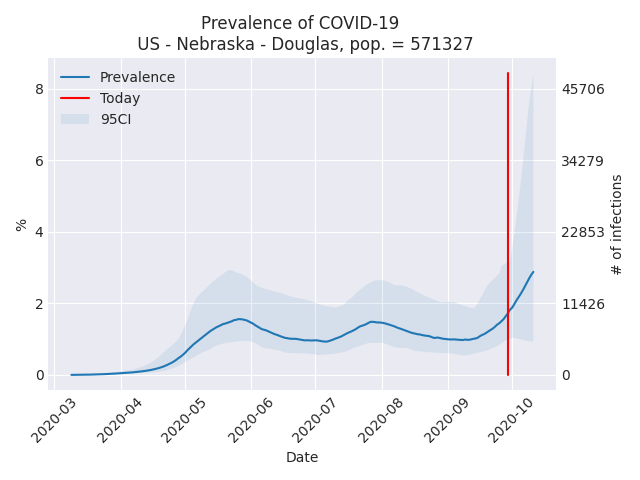 Prevalence of COVID-19
US - Nebraska - Douglas, pop. = 571327
Prevalence
Today
95CI
8
6
4
2
0
%
45706
34279
22853
11426
0
# of infections
2020-03
2020-04
2020-05
2020-06
2020-07
2020-08
2020-09
2020-10
Date